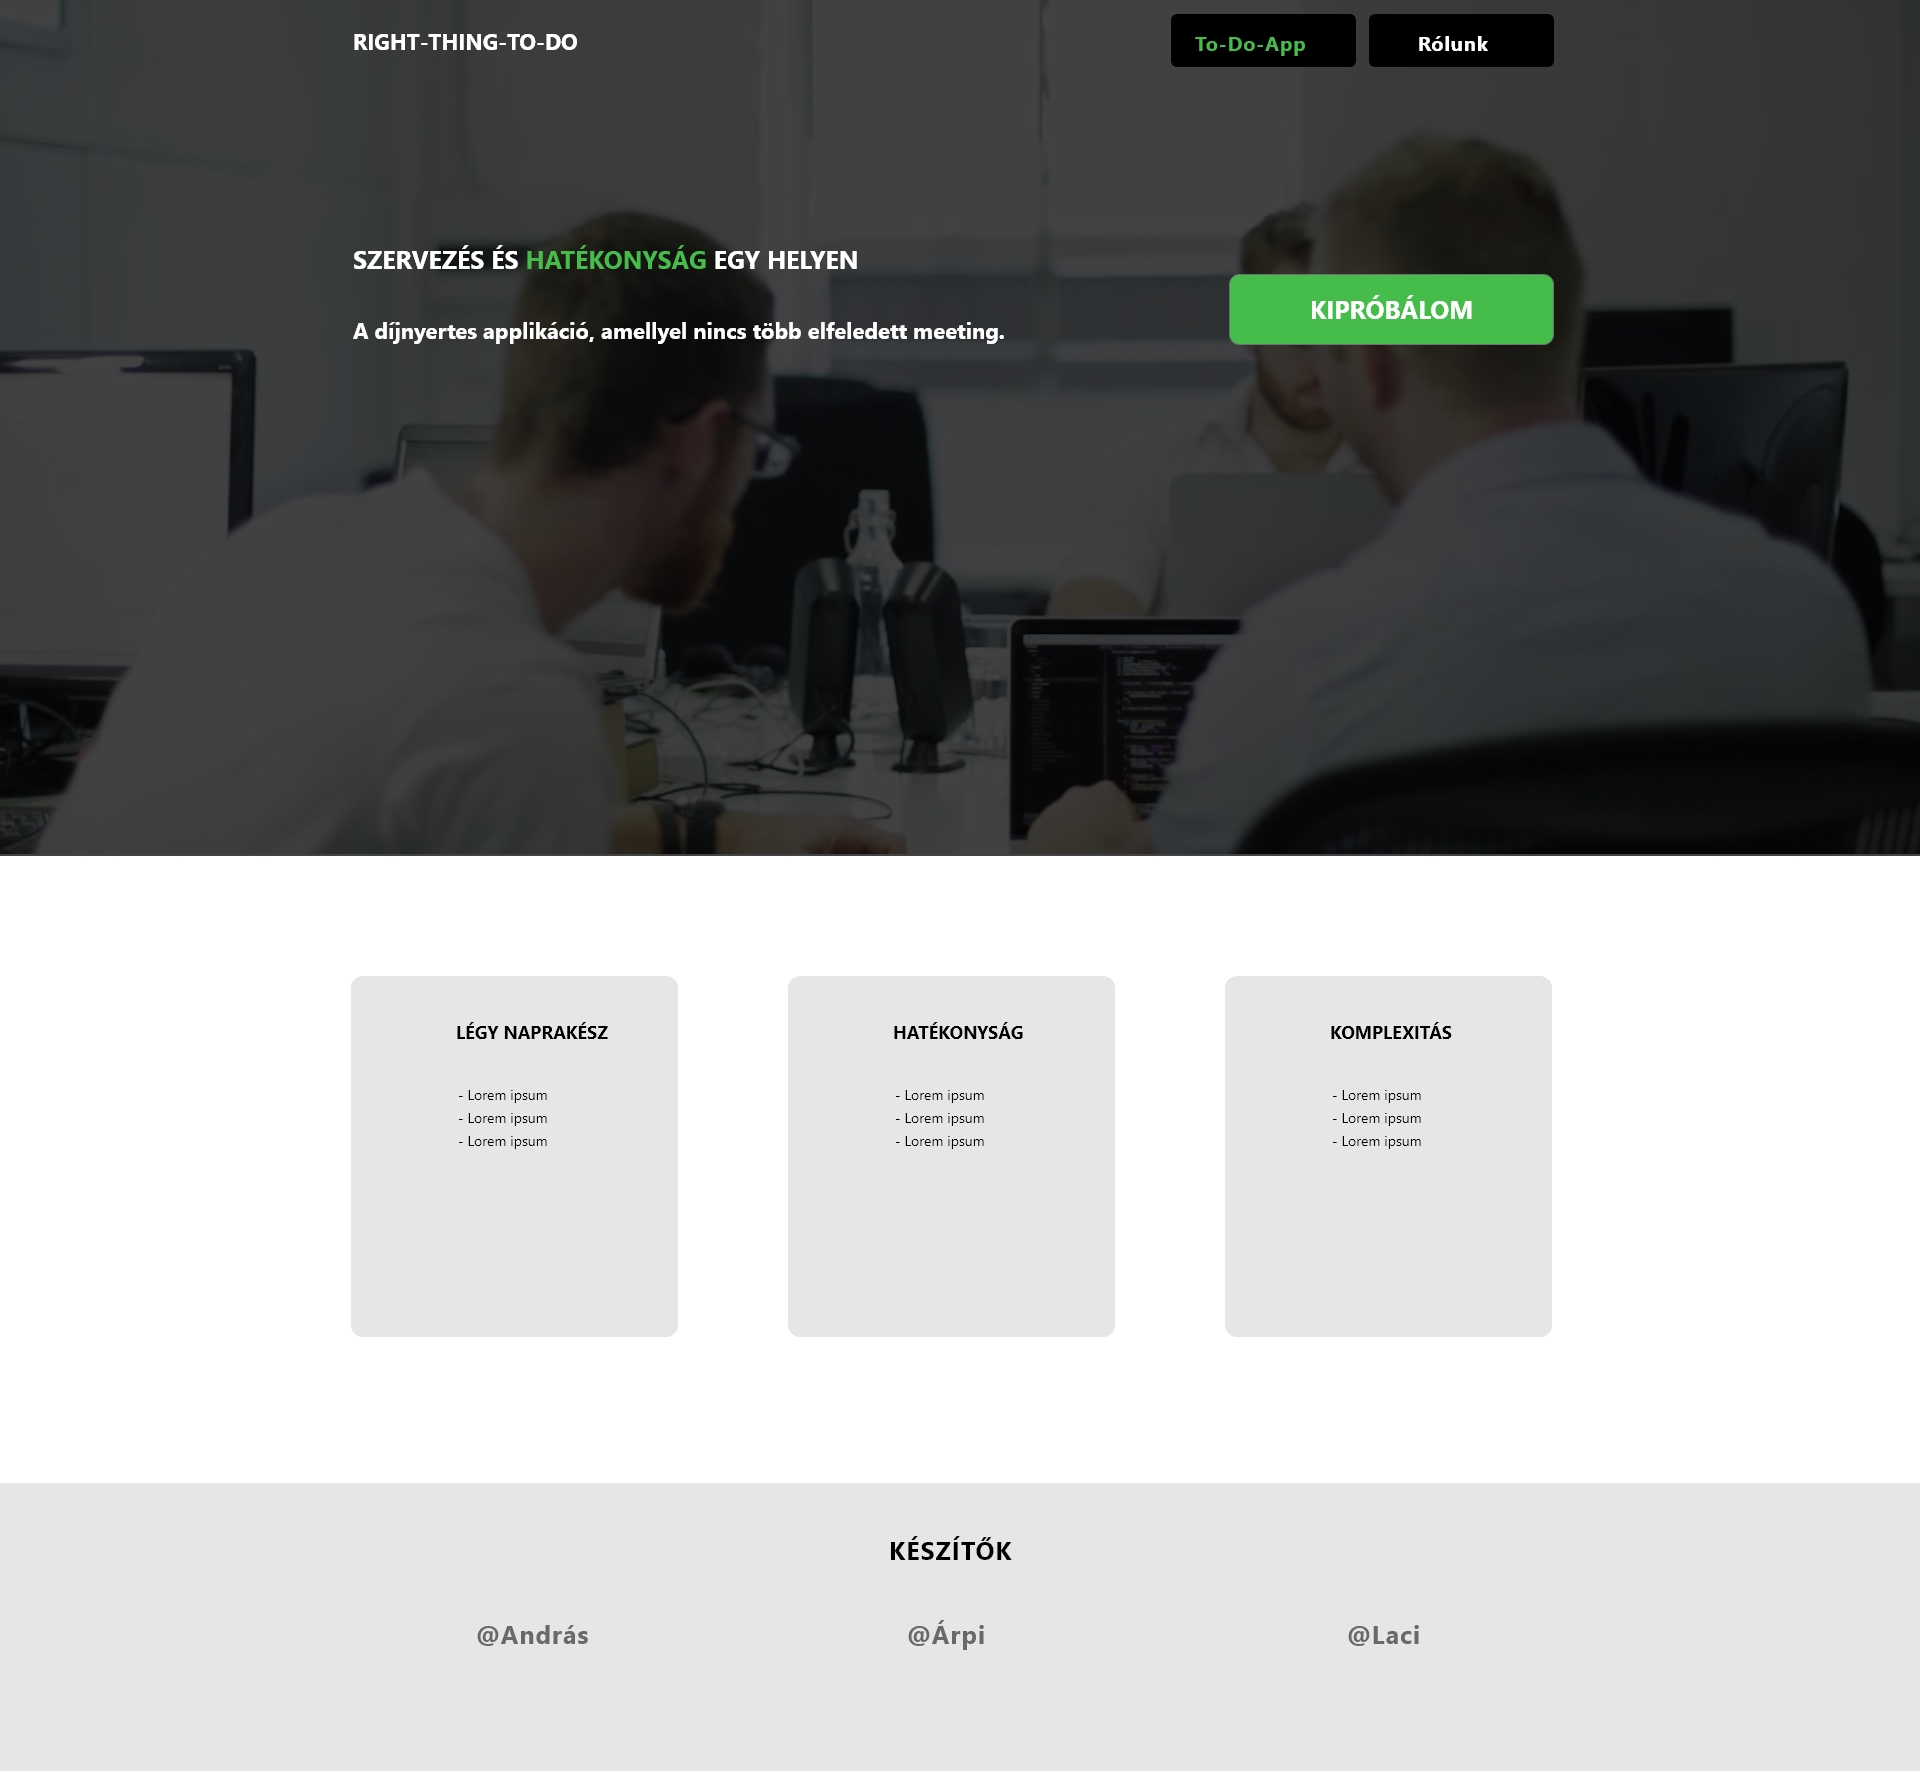 RIGHT-THING-TO-DO
To-Do-App
Rólunk
SZERVEZÉS ÉS HATÉKONYSÁG EGY HELYEN
A díjnyertes applikáció, amellyel nincs több elfeledett meeting.
KIPRÓBÁLOM
LÉGY NAPRAKÉSZ
- Lorem ipsum
- Lorem ipsum
- Lorem ipsum
HATÉKONYSÁG
- Lorem ipsum
- Lorem ipsum
- Lorem ipsum
KOMPLEXITÁS
- Lorem ipsum
- Lorem ipsum
- Lorem ipsum
KÉSZÍTŐK
@András
@Árpi
@Laci